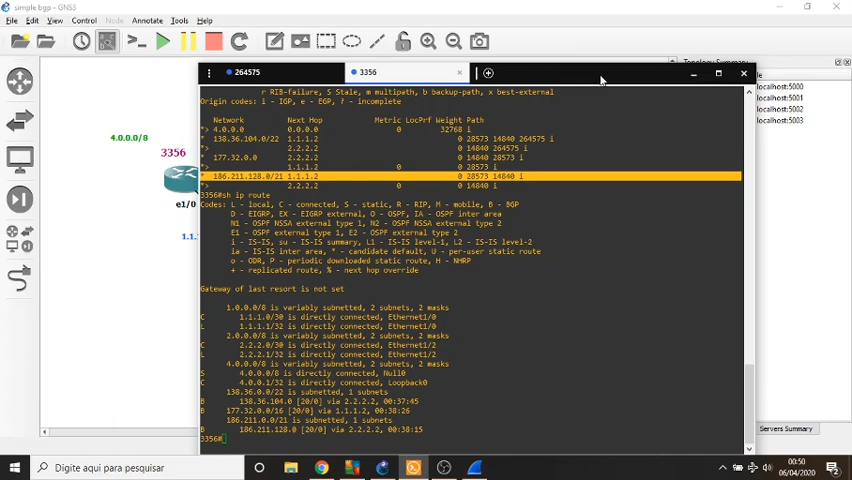 simple bgp - GNS3
File Edit View Control Node Annotate Tools Help
Topology Summary
264575
3356
localhost:5000
localhost:5001
localhost:5002
localhost:5003
4.0.0.0/8
3356
e1/0
1.1.
r RIB-failure, S Stale, m multipath, b backup-path, x best-external
Origin codes: i - IGP, e - EGP, ? - incomplete
Network Next Hop Metric LocPrf Weight Path
*> 4.0.0.0 0.0.0.0 0 32768 i
* 138.36.104.0/22 1.1.1.2 0 28573 14840 264575 i
*> 2.2.2.2 0 14840 264575 i
* 177.32.0.0 2.2.2.2 0 14840 28573 i
*> 1.1.1.2 0 0 28573 i
* 186.211.128.0/21 1.1.1.2 0 28573 14840 i
*> 2.2.2.2 0 0 14840 i
3356#sh ip route
Codes: L - local, C - connected, S - static, R - RIP, M - mobile, B - BGP
D - EIGRP, EX - EIGRP external, O - OSPF, IA - OSPF inter area
N1 - OSPF NSSA external type 1, N2 - OSPF NSSA external type 2
E1 - OSPF external type 1, E2 - OSPF external type 2
i - IS-IS, su - IS-IS summary, L1 - IS-IS level-1, L2 - IS-IS level-2
ia - IS-IS inter area, * - candidate default, U - per-user static route
o - ODR, P - periodic downloaded static route, H - NHRP
+ - replicated route, % - next hop override
Gateway of last resort is not set
1.0.0.0/8 is variably subnetted, 2 subnets, 2 masks
C 1.1.1.0/30 is directly connected, Ethernet1/0
L 1.1.1.1/32 is directly connected, Ethernet1/0
2.0.0.0/8 is variably subnetted, 2 subnets, 2 masks
C 2.2.2.0/30 is directly connected, Ethernet1/2
L 2.2.2.1/32 is directly connected, Ethernet1/2
4.0.0.0/8 is variably subnetted, 2 subnets, 2 masks
S 4.0.0.0/8 is directly connected, Null0
C 4.0.0.1/32 is directly connected, Loopback0
138.36.0.0/22 is subnetted, 1 subnets
B 138.36.104.0 [20/0] via 2.2.2.2, 00:37:45
B 177.32.0.0/16 [20/0] via 1.1.1.2, 00:38:26
186.211.0.0/21 is subnetted, 1 subnets
B 186.211.128.0 [20/0] via 2.2.2.2, 00:38:15
3356#
Servers Summary
Digite aqui para pesquisar
00:50
06/04/2020